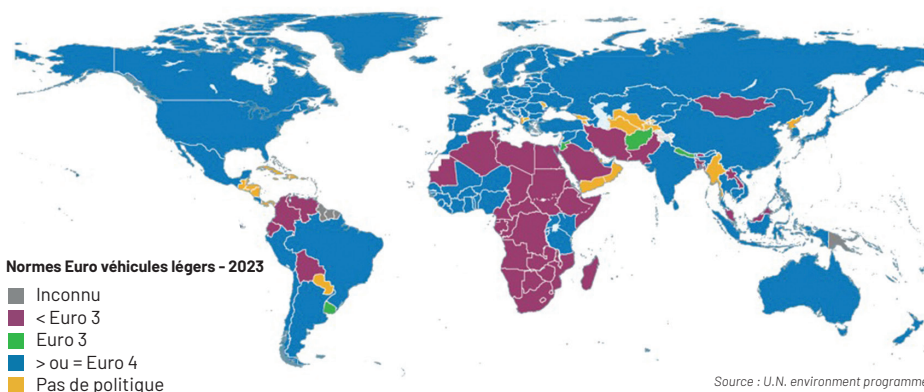 Normes Euro véhicules légers - 2023
Inconnu
< Euro 3
Euro 3
> ou = Euro 4
Pas de politique
Source : U.N. environment programme